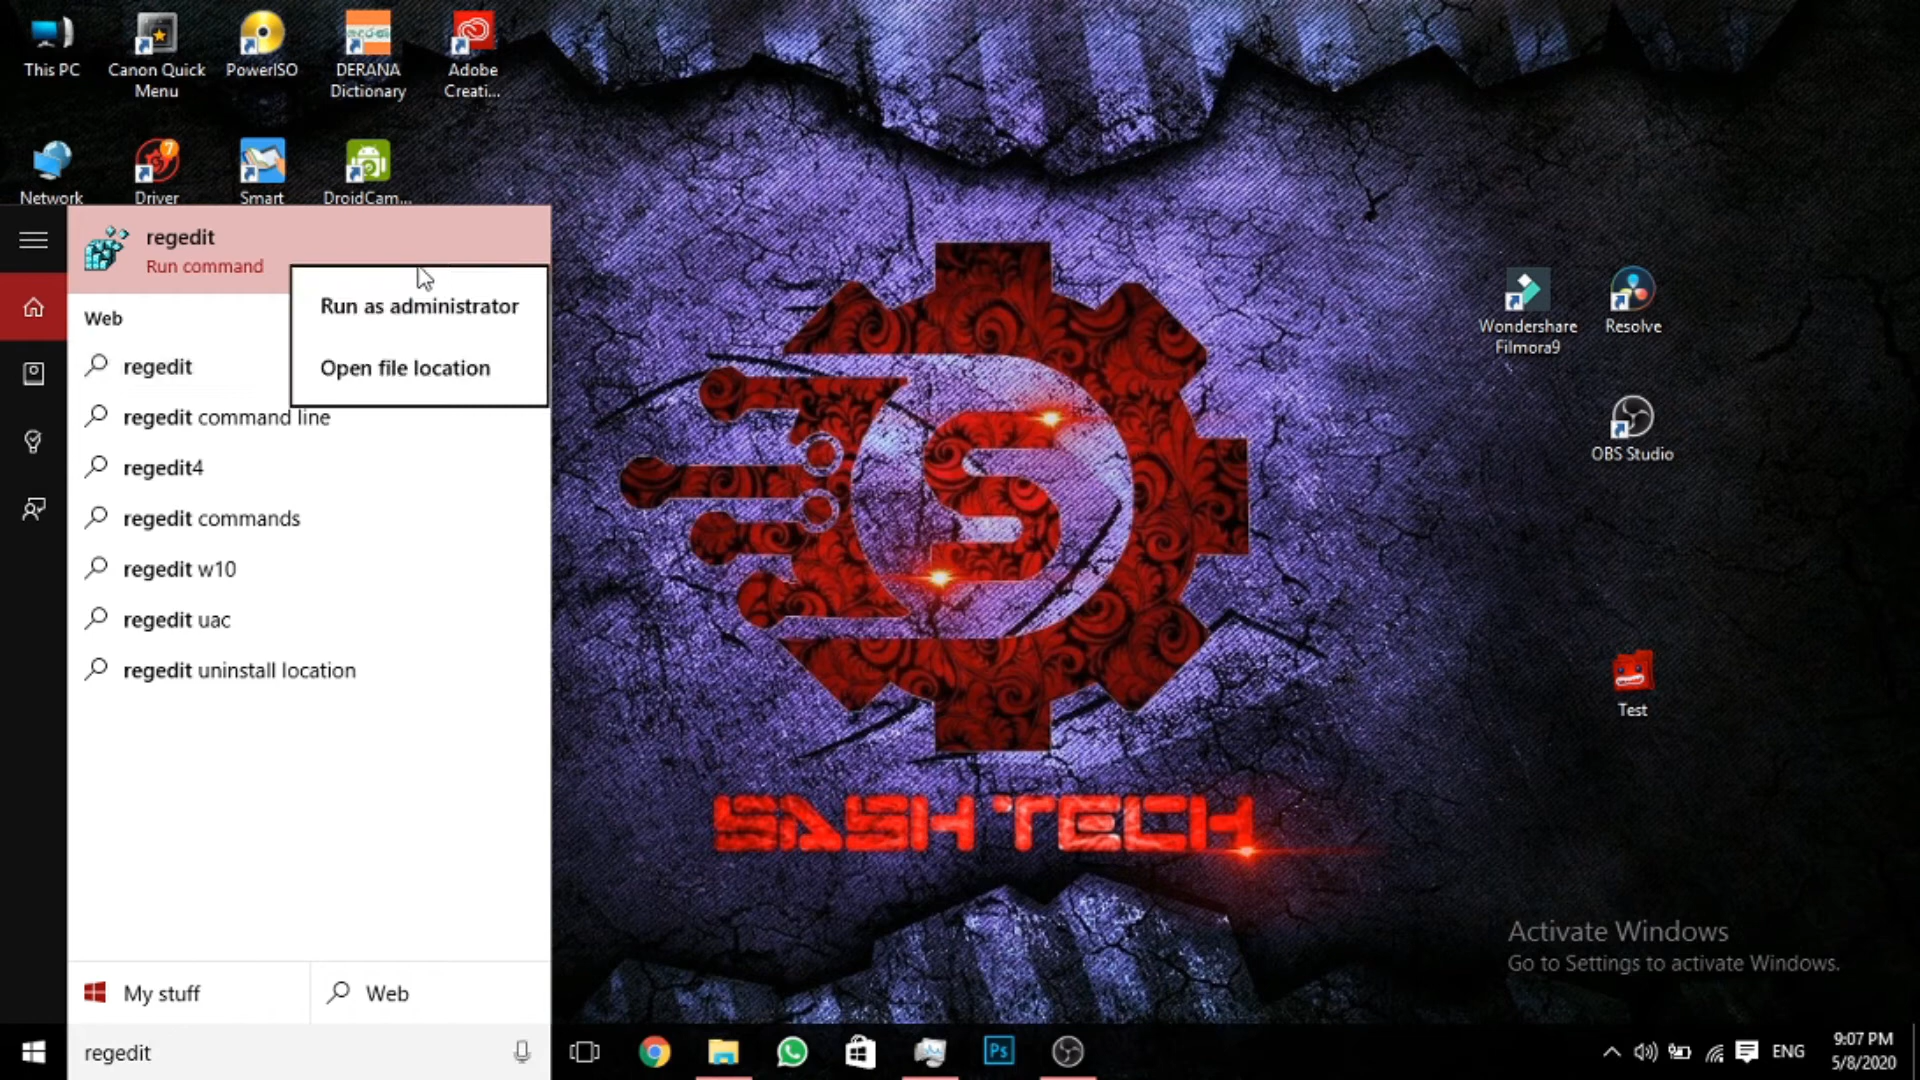 This PC
Canon Quick
Menu
PowerISO
DERANA
Dictionary
Adobe
Creati...
Network
Driver
Smart
DroidCam...
7
regedit
Run command
Run as administrator
Open file location
Web
regedit
regedit command line
regedit4
regedit commands
regedit w10
regedit uac
regedit uninstall location
My stuff
Web
regedit
Wondershare
Filmora9
Resolve
OBS Studio
Test
S
SASH TECH
Activate Windows
Go to Settings to activate Windows.
Ps
ENG
9:07 PM
5/8/2020